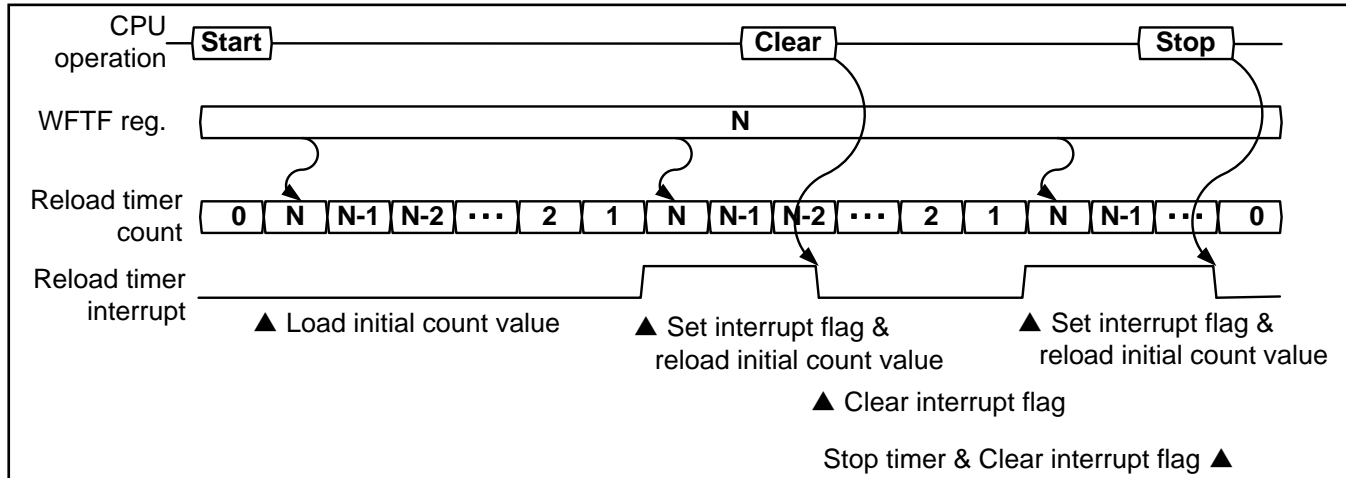 CPU
operation
Start
Clear
Stop
WFTF reg.
N
Reload timer
count
0 N N-1 N-2 ··· 2 1 N N-1 N-2 ··· 2 1 N N-1 ··· 0
Reload timer
interrupt
▲ Load initial count value
▲ Set interrupt flag &
reload initial count value
▲ Set interrupt flag &
reload initial count value
▲ Clear interrupt flag
Stop timer & Clear interrupt flag ▲